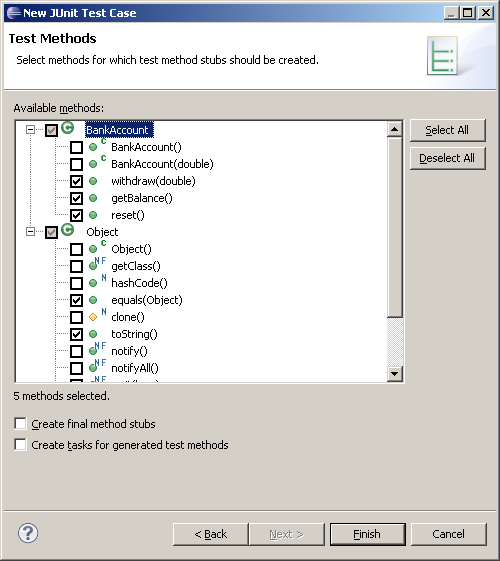 New JUnit Test Case
Test Methods
Select methods for which test method stubs should be created.
Available methods:
BankAccount
C BankAccount()
C BankAccount(double)
withdraw(double)
getBalance()
reset()
Object
C Object()
N F getClass()
N hashCode()
equals(Object)
N clone()
toString()
N F notify()
N F notifyAll()
Select All
Deselect All
5 methods selected.
Create final method stubs
Create tasks for generated test methods
< Back
Next >
Finish
Cancel